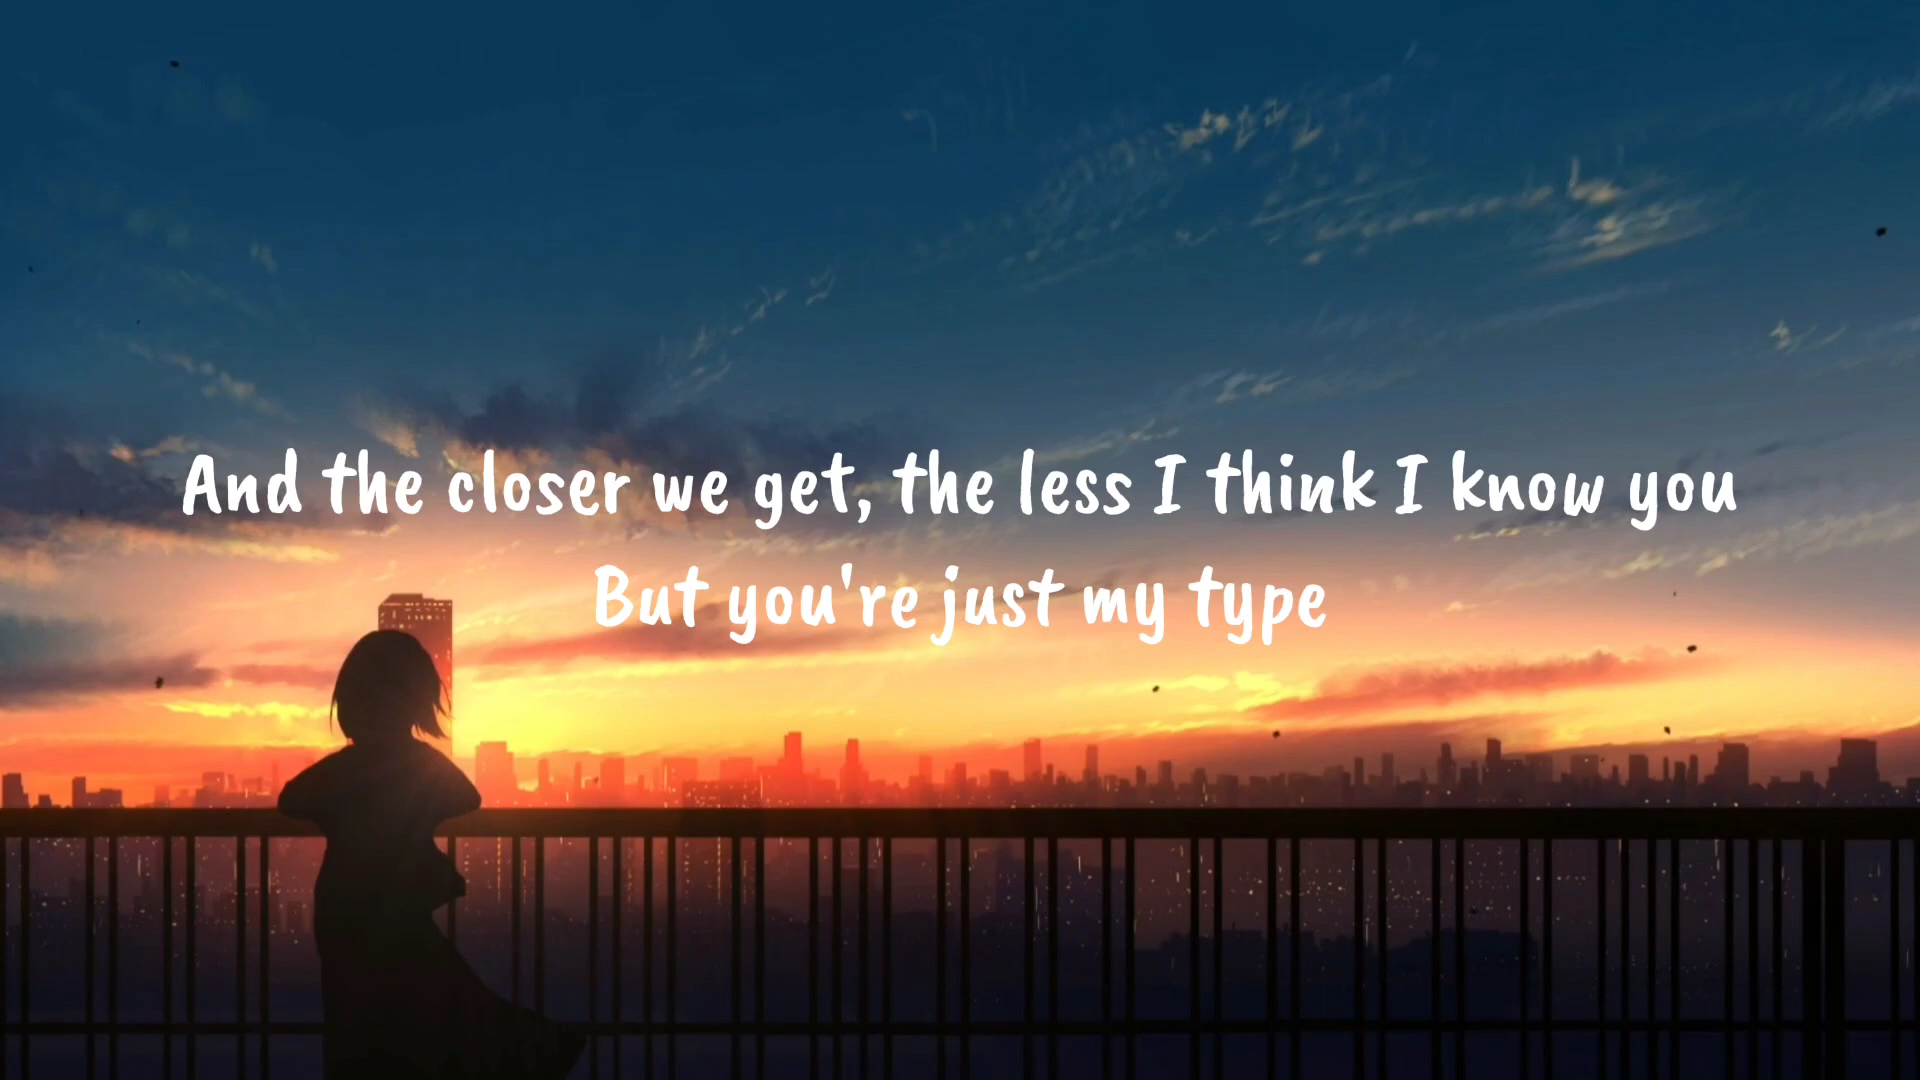 And the closer we get, the less I think I know you
But you're just my type